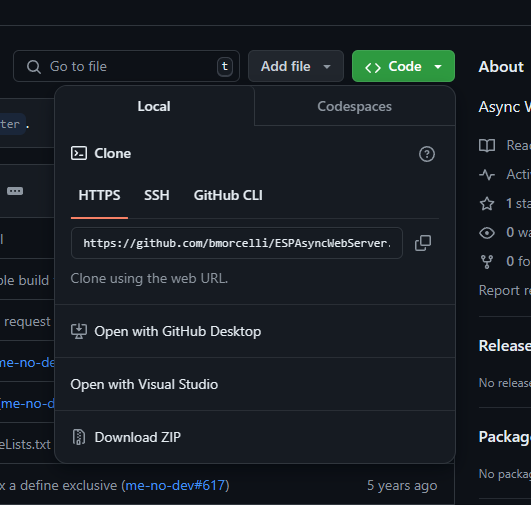 Go to file t Add file Code
About
Local Codespaces
Async W
ter.
Clone
HTTPS SSH GitHub CLI
1 sta
https://github.com/bmorcelli/ESPAsyncWebServer.
0 wa
0 fo
Clone using the web URL.
ble build
Report re
request
Open with GitHub Desktop
Release
me-no-de
No release
Open with Visual Studio
(me-no-d
Packag
eLists.txt
Download ZIP
No packag
x a define exclusive (me-no-dev#617) 5 years ago